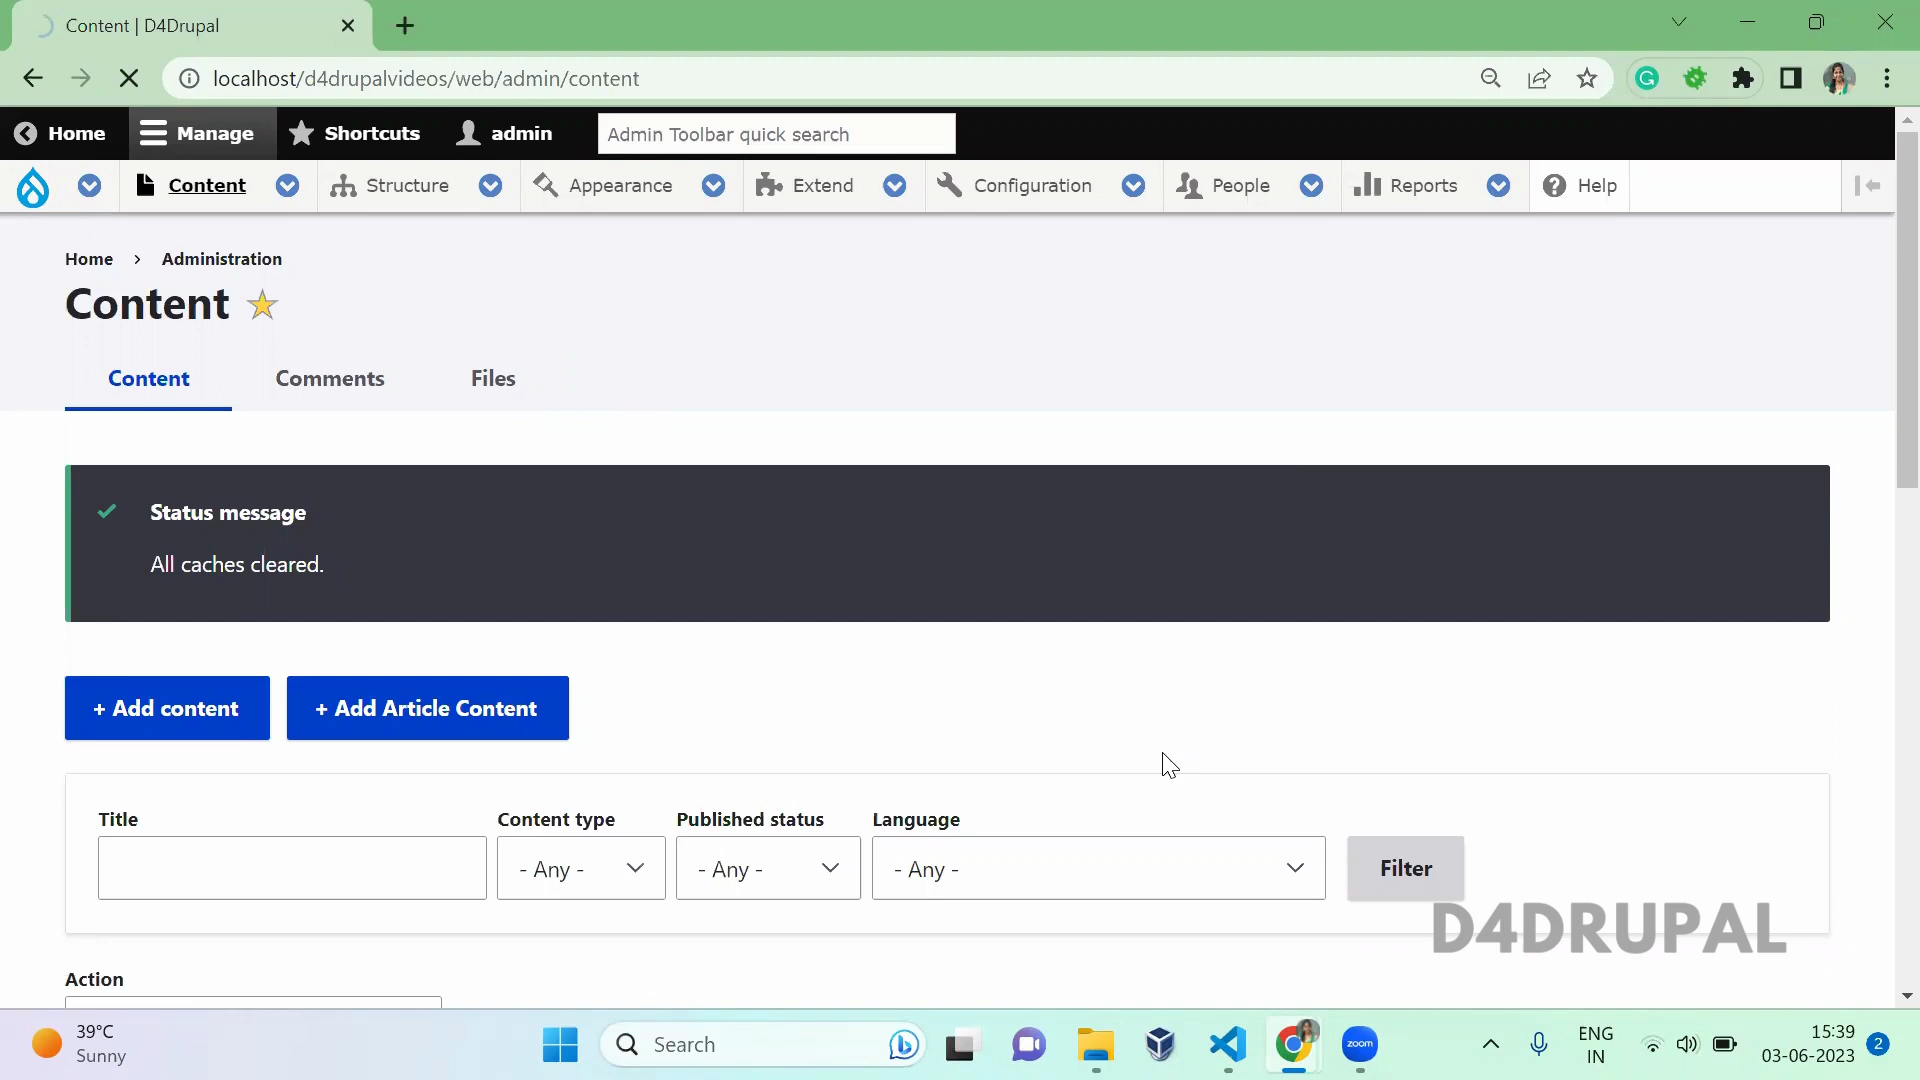 Content | D4Drupal
localhost/d4drupalvideos/web/admin/content
Home Manage Shortcuts admin Admin Toolbar quick search
Content Structure Appearance Extend Configuration People Reports Help
Home › Administration
Content
Content Comments Files
Status message
All caches cleared.
+ Add content + Add Article Content
Title Content type Published status Language
- Any - - Any - - Any - Filter
D4DRUPAL
Action
39°C
Sunny
Search
zoom
ENG
IN
15:39
03-06-2023
2